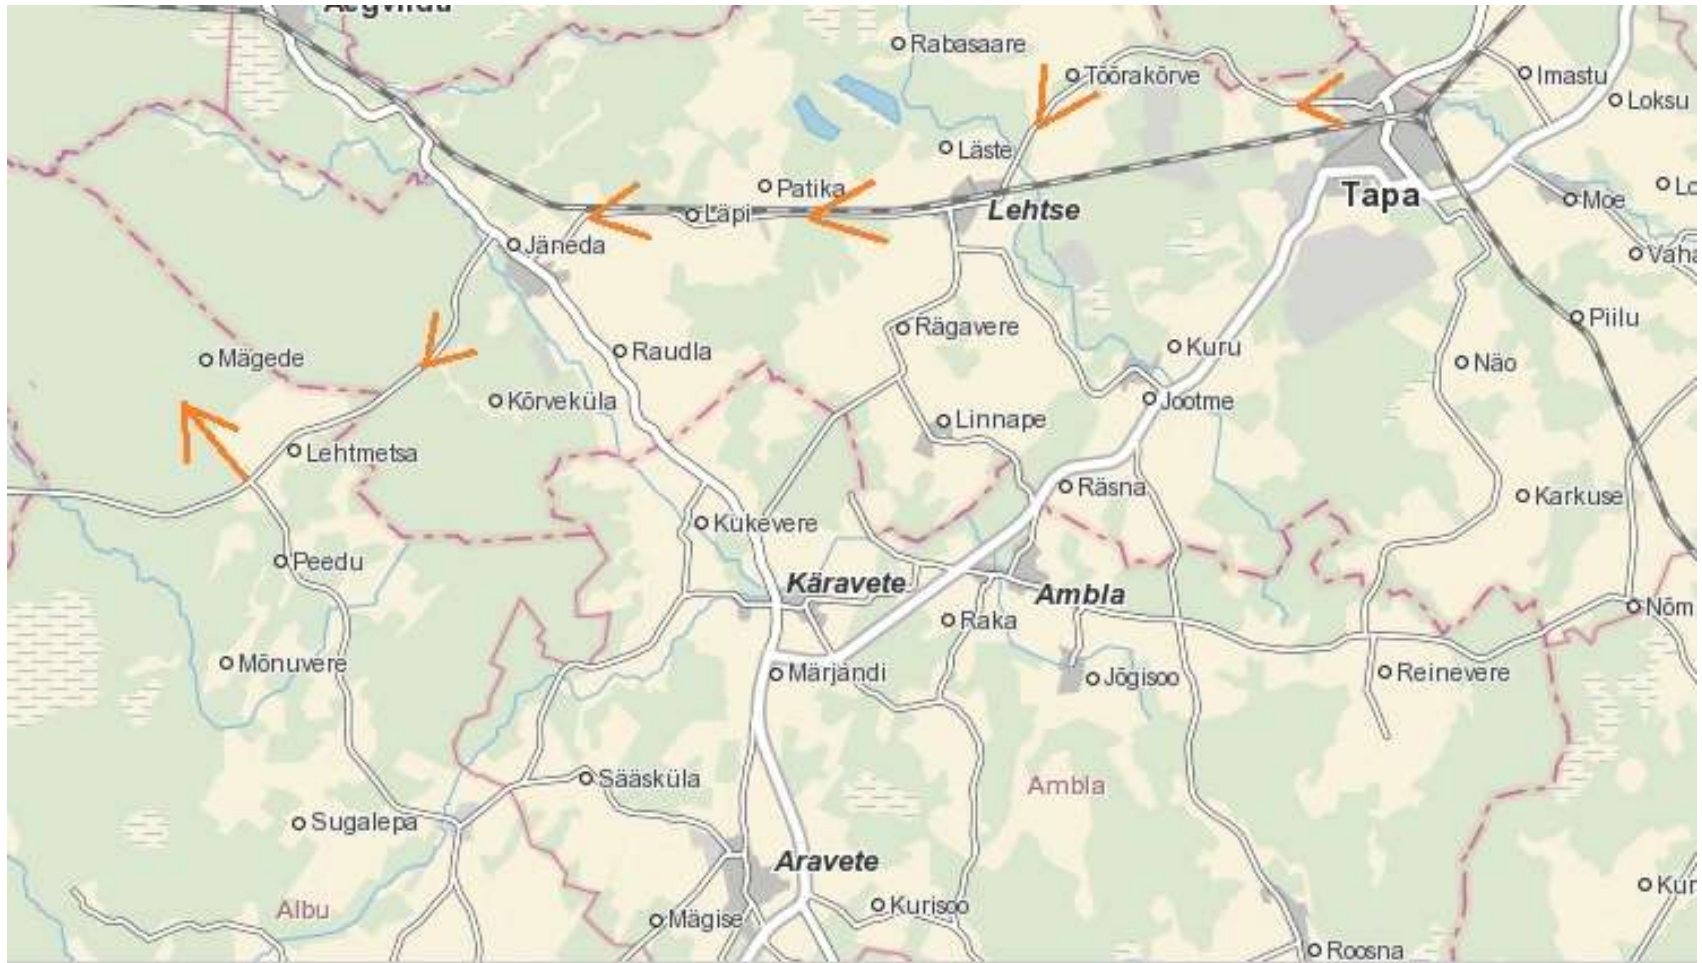 Rabasaare
Töörakõrve
Imastu
Loksu
Läste
Patika
Läpi
Lehtse
Tapa
Moe
Jäneda
Piilu
Rägavere
Mägede
Raudla
Kuru
Näo
Kõrveküla
Jootme
Linnape
Lehtmetsa
Räsna
Karkuse
Kukevere
Peedu
Käravete
Ambla
Raka
Mõnuvere
Märjandi
Jõgisoo
Reinevere
Sääsküla
Ambla
Sugalepa
Aravete
Albu
Mägise
Kurisoo
Roosna